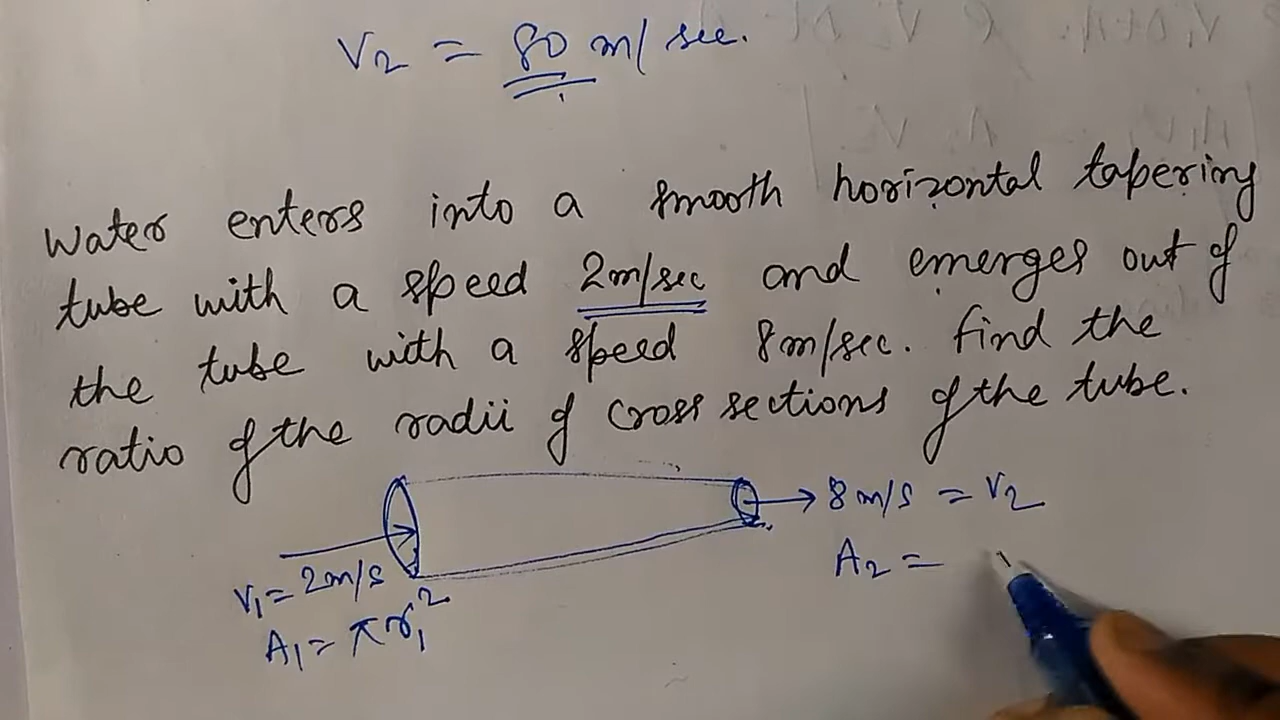 V2 = 80 m/sec.
Water enters into a smooth horizontal tapering
tube with a speed 2m/sec and emerges out of
the tube with a speed 8m/sec. find the
ratio of the radii of cross sections of the tube.
8 m/s = V2
A2 =
V1 = 2m/s
A1 = πr1²